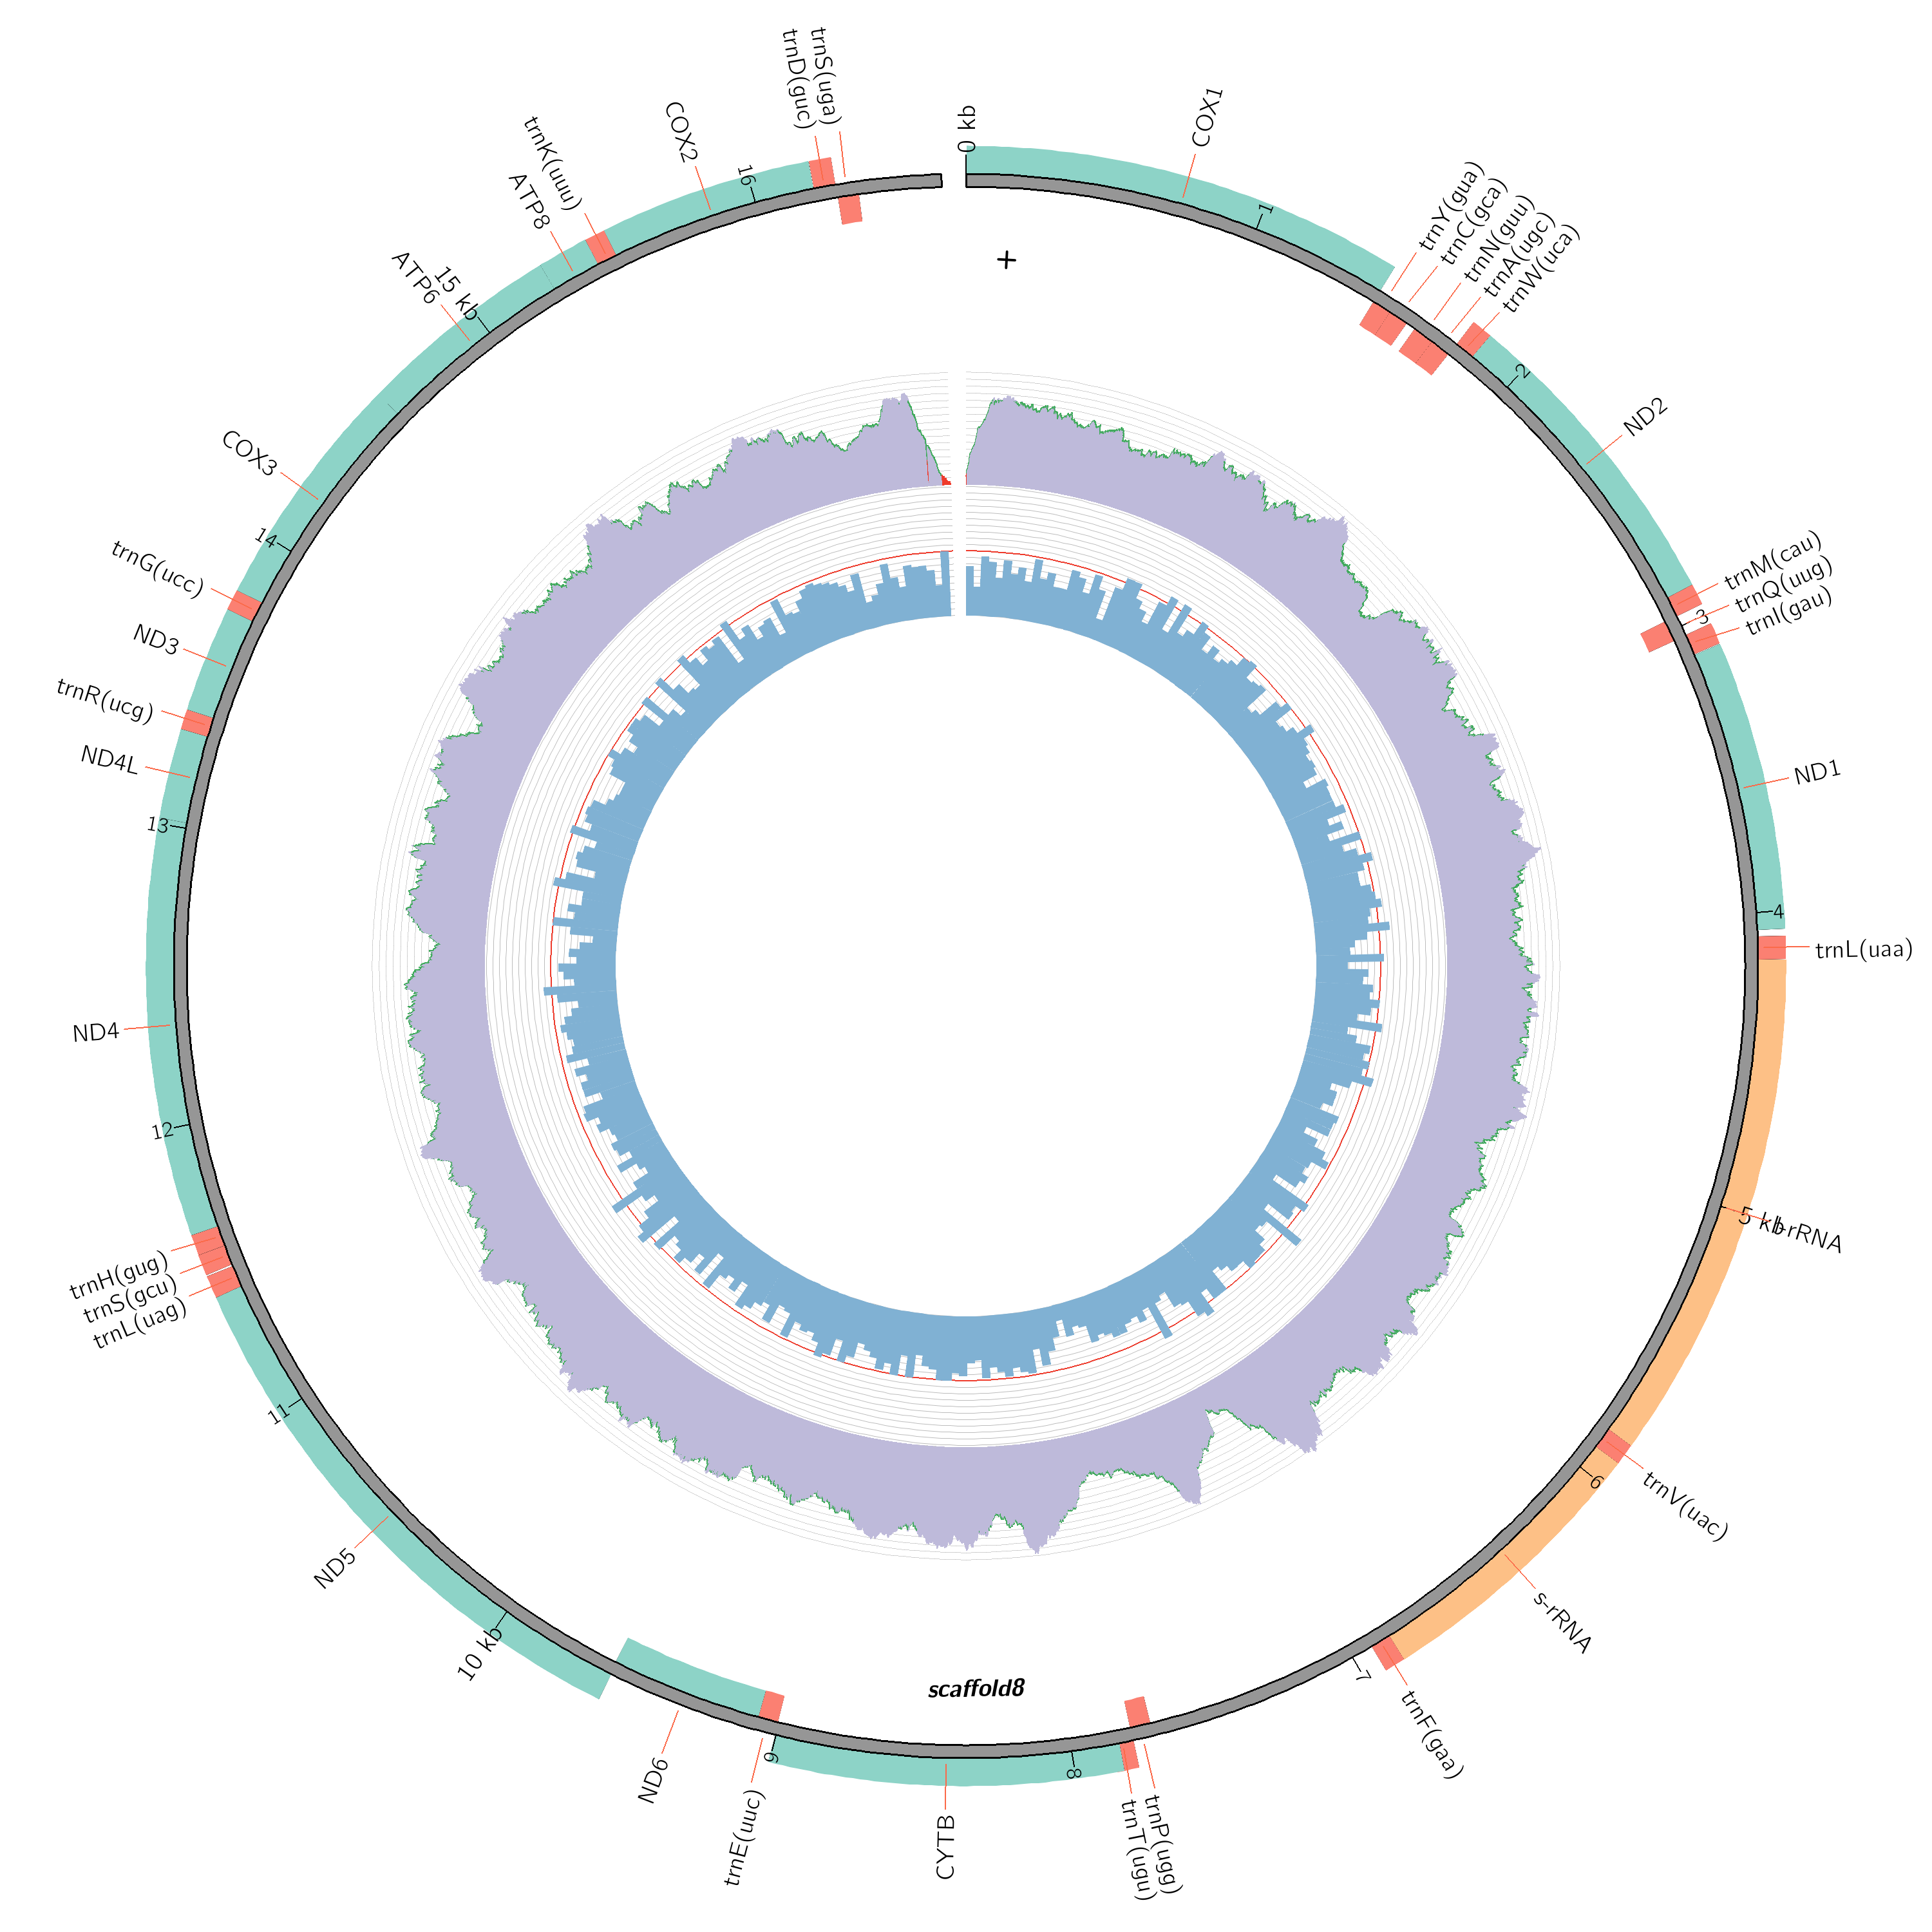 0 kb
COX1
1
trnY(gua)
trnC(gca)
trnN(guu)
trnA(ugc)
trnW(uca)
2
ND2
trnM(cau)
trnQ(uug)
3
trnI(gau)
ND1
4
trnL(uaa)
5 kb
l-rRNA
trnV(uac)
6
s-rRNA
trnF(gaa)
7
trnP(ugg)
trnT(ugu)
8
CYTB
9
trnE(uuc)
ND6
10 kb
ND5
11
trnL(uag)
trnS(gcu)
trnH(gug)
12
ND4
13
ND4L
trnR(ucg)
ND3
trnG(ucc)
14
COX3
15 kb
ATP6
ATP8
trnK(uuu)
COX2
16
trnD(guc)
trnS(uga)
+
scaffold8